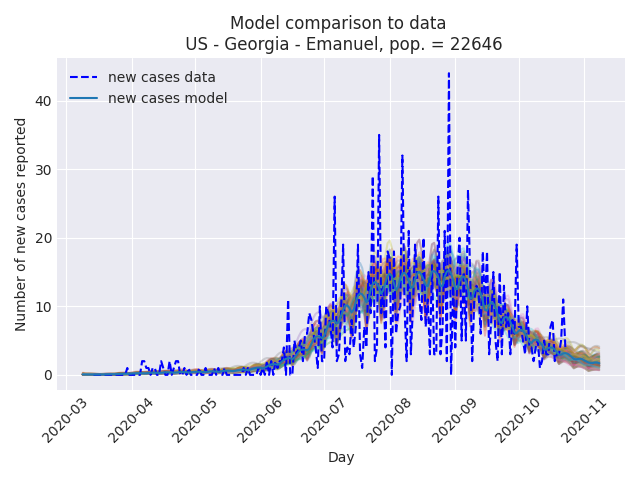 Model comparison to data
US - Georgia - Emanuel, pop. = 22646
new cases data
new cases model
Number of new cases reported
40
30
20
10
0
2020-03
2020-04
2020-05
2020-06
2020-07
2020-08
2020-09
2020-10
2020-11
Day